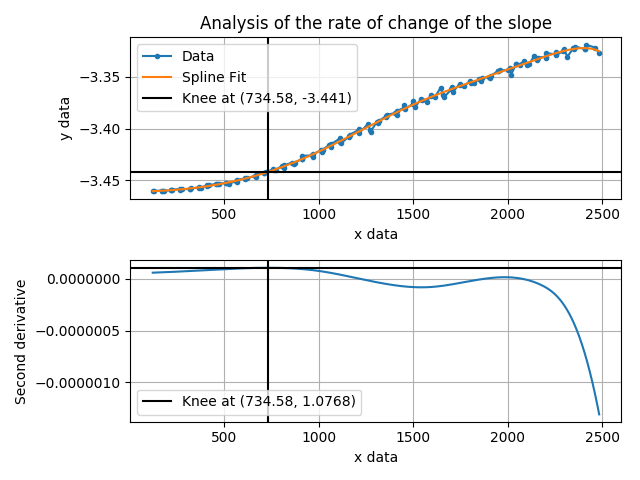 Analysis of the rate of change of the slope
Data
Spline Fit
Knee at (734.58, -3.441)
y data
−3.35
−3.40
−3.45
500 1000 1500 2000 2500
x data
Second derivative
0.0000000
−0.0000005
−0.0000010
Knee at (734.58, 1.0768)
500 1000 1500 2000 2500
x data